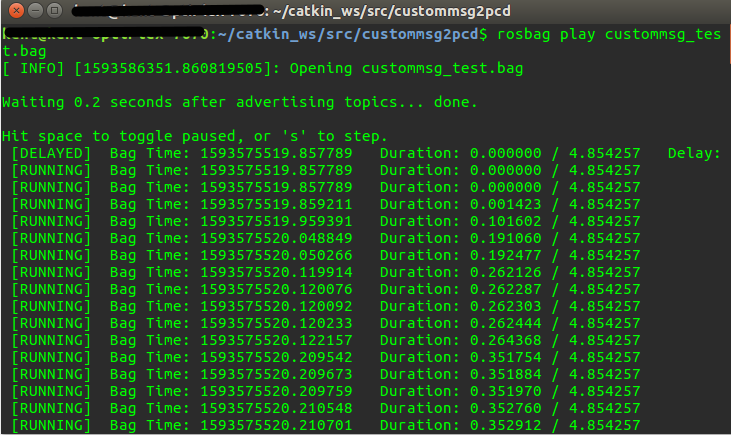 : ~/catkin_ws/src/custommsg2pcd
:~/catkin_ws/src/custommsg2pcd$ rosbag play custommsg_tes
t.bag
[ INFO] [1593586351.860819505]: Opening custommsg_test.bag
Waiting 0.2 seconds after advertising topics... done.
Hit space to toggle paused, or 's' to step.
[DELAYED]  Bag Time: 1593575519.857789   Duration: 0.000000 / 4.854257   Delay:
[RUNNING]  Bag Time: 1593575519.857789   Duration: 0.000000 / 4.854257
[RUNNING]  Bag Time: 1593575519.857789   Duration: 0.000000 / 4.854257
[RUNNING]  Bag Time: 1593575519.859211   Duration: 0.001423 / 4.854257
[RUNNING]  Bag Time: 1593575519.959391   Duration: 0.101602 / 4.854257
[RUNNING]  Bag Time: 1593575520.048849   Duration: 0.191060 / 4.854257
[RUNNING]  Bag Time: 1593575520.050266   Duration: 0.192477 / 4.854257
[RUNNING]  Bag Time: 1593575520.119914   Duration: 0.262126 / 4.854257
[RUNNING]  Bag Time: 1593575520.120076   Duration: 0.262287 / 4.854257
[RUNNING]  Bag Time: 1593575520.120092   Duration: 0.262303 / 4.854257
[RUNNING]  Bag Time: 1593575520.120233   Duration: 0.262444 / 4.854257
[RUNNING]  Bag Time: 1593575520.122157   Duration: 0.264368 / 4.854257
[RUNNING]  Bag Time: 1593575520.209542   Duration: 0.351754 / 4.854257
[RUNNING]  Bag Time: 1593575520.209673   Duration: 0.351884 / 4.854257
[RUNNING]  Bag Time: 1593575520.209759   Duration: 0.351970 / 4.854257
[RUNNING]  Bag Time: 1593575520.210548   Duration: 0.352760 / 4.854257
[RUNNING]  Bag Time: 1593575520.210701   Duration: 0.352912 / 4.854257